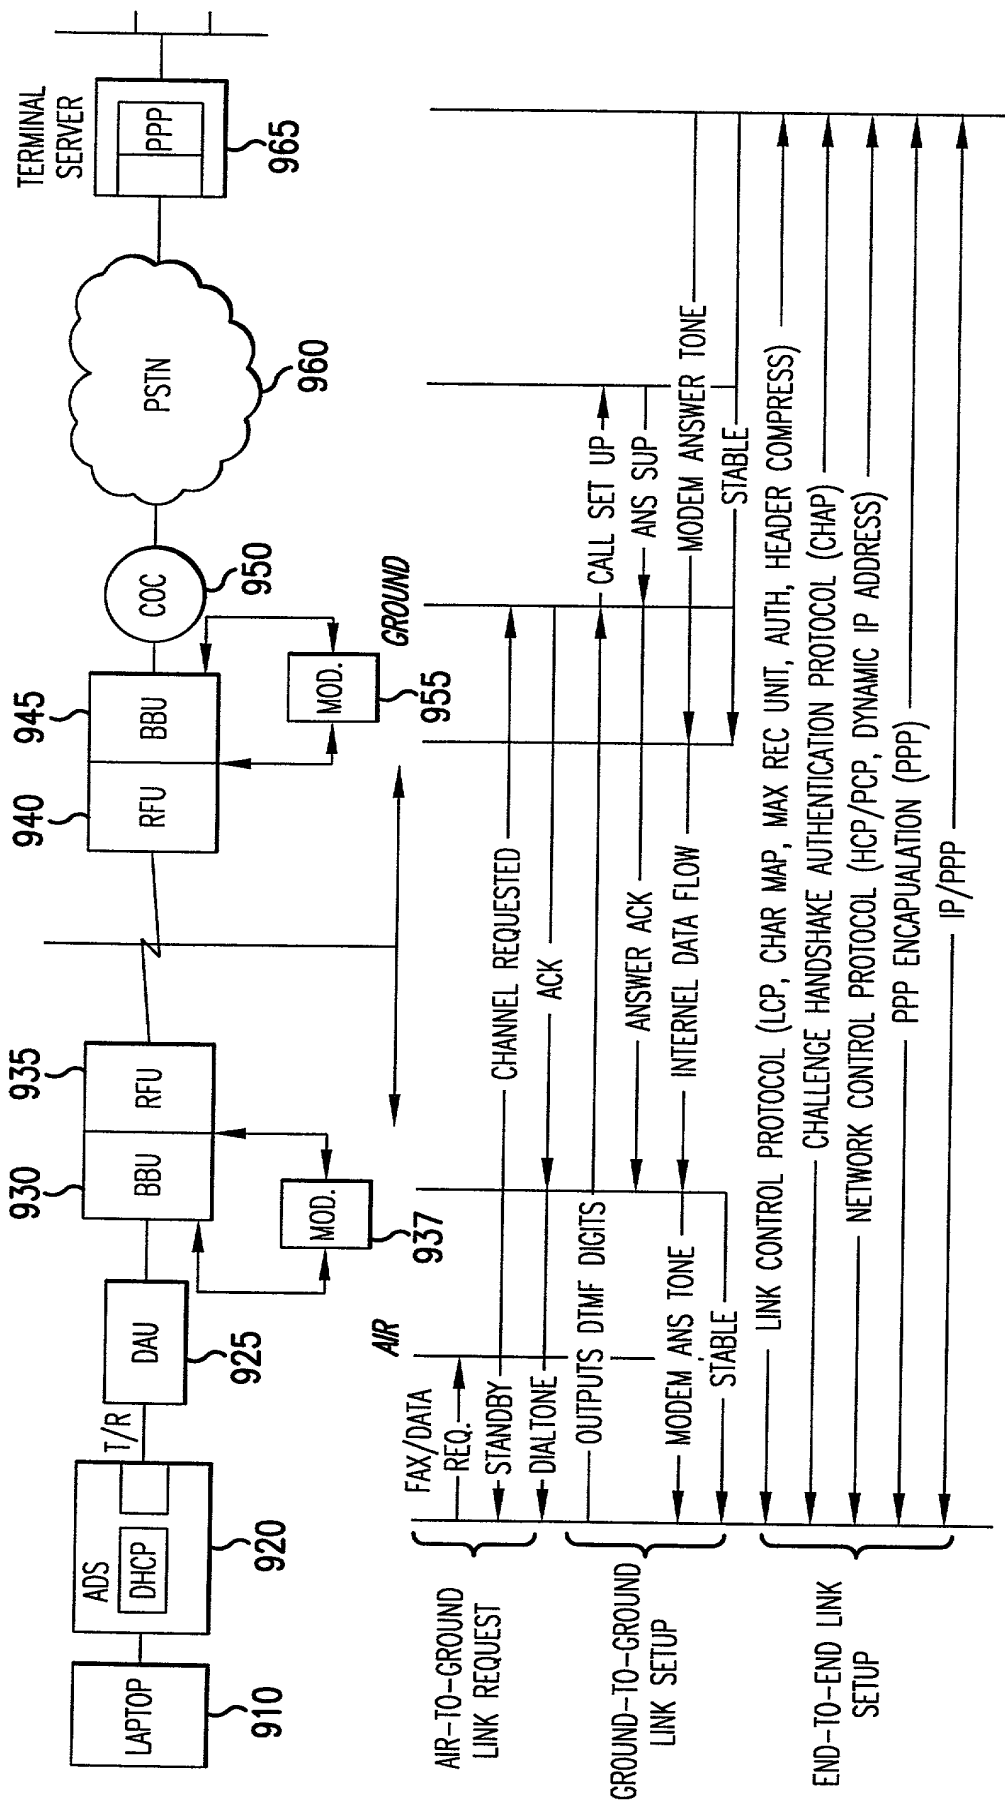 LAPTOP
910
ADS
DHCP
920
T/R
DAU
925
930
935
BBU
RFU
MOD.
937
AIR
940
945
RFU
BBU
MOD.
955
GROUND
COC
950
PSTN
960
TERMINAL
SERVER
PPP
965
AIR-TO-GROUND
LINK REQUEST
FAX/DATA
REQ.
STANDBY
CHANNEL REQUESTED
DIALTONE
ACK
GROUND-TO-GROUND
LINK SETUP
OUTPUTS DTMF DIGITS
CALL SET UP
ANSWER ACK
ANS SUP
MODEM ANS TONE
INTERNEL DATA FLOW
MODEM ANSWER TONE
STABLE
STABLE
END-TO-END LINK
SETUP
LINK CONTROL PROTOCOL (LCP, CHAR MAP, MAX REC UNIT, AUTH, HEADER COMPRESS)
CHALLENGE HANDSHAKE AUTHENTICATION PROTOCOL (CHAP)
NETWORK CONTROL PROTOCOL (HCP/PCP, DYNAMIC IP ADDRESS)
PPP ENCAPUALATION (PPP)
IP/PPP